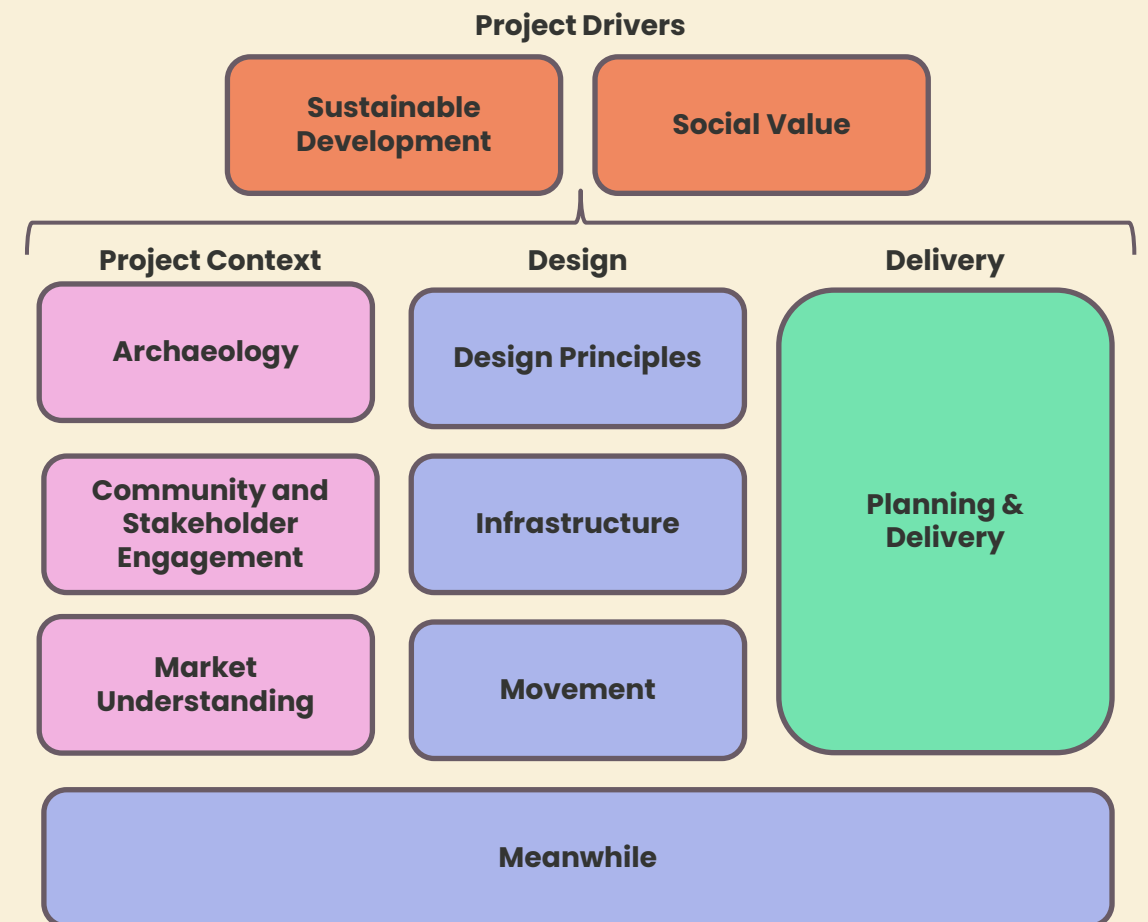 Project Drivers
Sustainable
Development
Social Value
Project Context
Design
Delivery
Archaeology
Design Principles
Community and
Stakeholder
Engagement
Infrastructure
Planning &
Delivery
Market
Understanding
Movement
Meanwhile